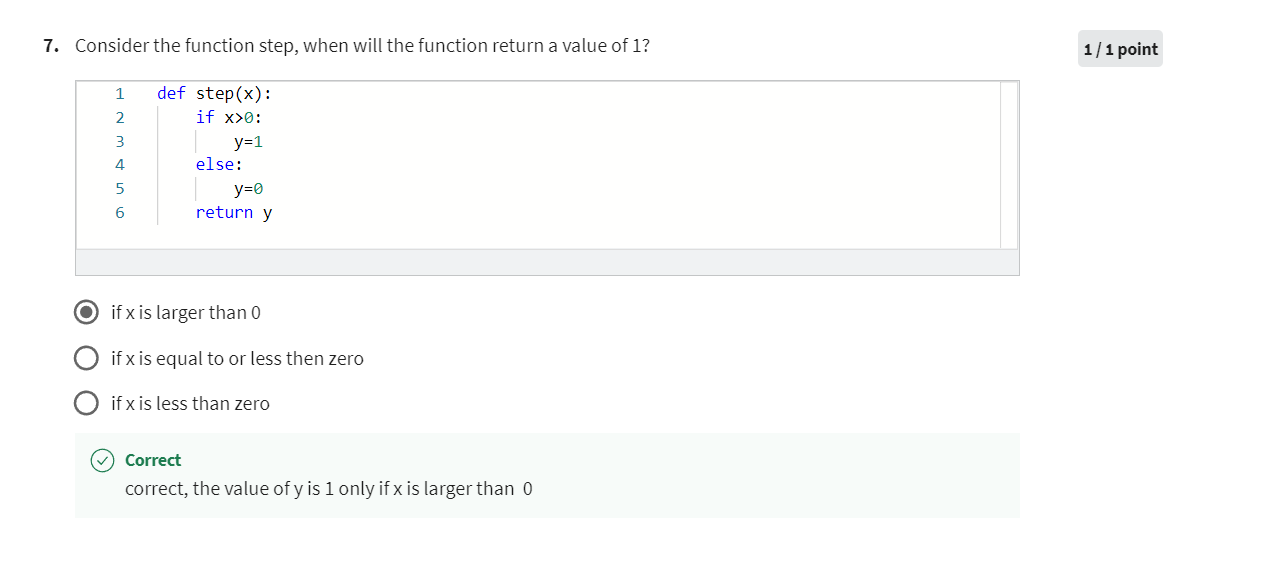 7. Consider the function step, when will the function return a value of 1?
1 / 1 point
1 def step(x):
2 if x>0:
3 y=1
4 else:
5 y=0
6 return y
if x is larger than 0
if x is equal to or less then zero
if x is less than zero
Correct
correct, the value of y is 1 only if x is larger than 0